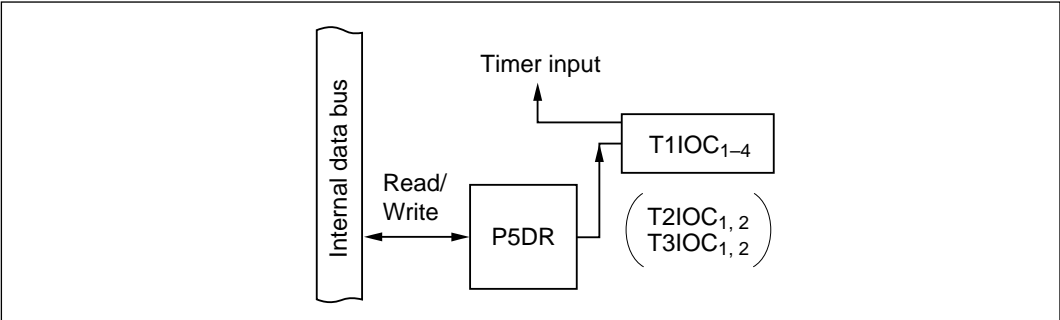 Internal data bus
Timer input
T1IOC1–4
Read/
Write
P5DR
T2IOC1, 2
T3IOC1, 2